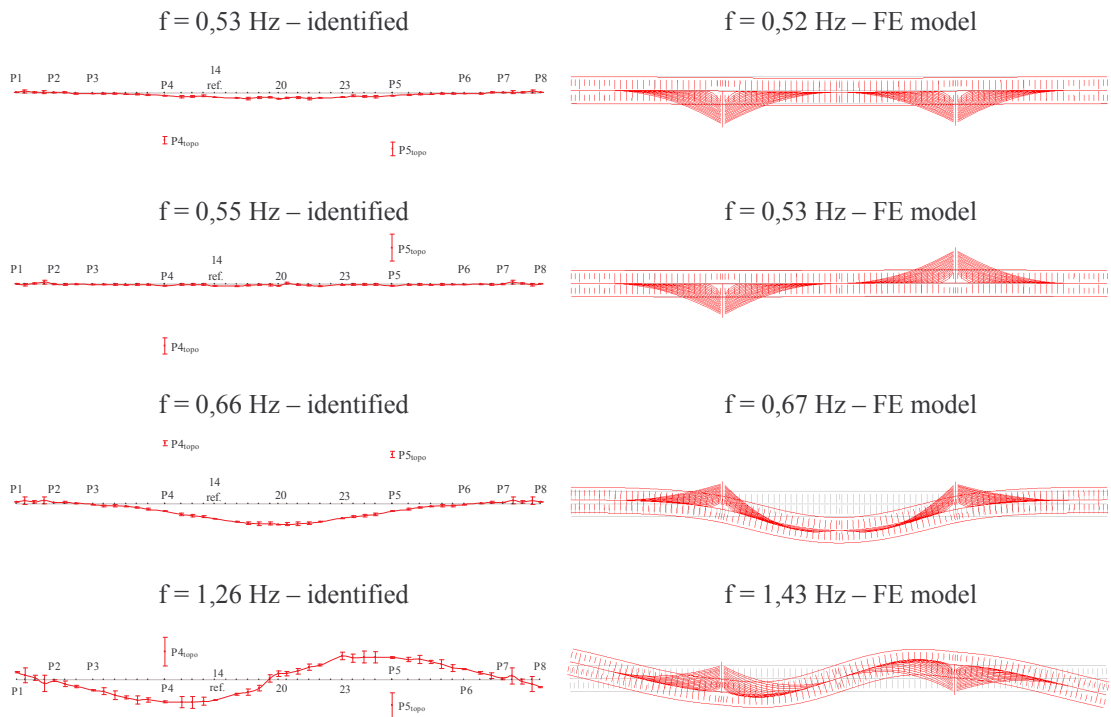 f = 0,53 Hz – identified
f = 0,52 Hz – FE model
P1 P2 P3 P4 14 ref. 20 23 P5 P6 P7 P8
P4topo
P5topo
f = 0,55 Hz – identified
f = 0,53 Hz – FE model
P5topo
P1 P2 P3 P4 14 ref. 20 23 P5 P6 P7 P8
P4topo
f = 0,66 Hz – identified
f = 0,67 Hz – FE model
P4topo
P5topo
P1 P2 P3 P4 14 ref. 20 23 P5 P6 P7 P8
f = 1,26 Hz – identified
f = 1,43 Hz – FE model
P4topo
P2 P3 14 P5 P7 P8
P1 P4 ref. 20 23 P6
P5topo